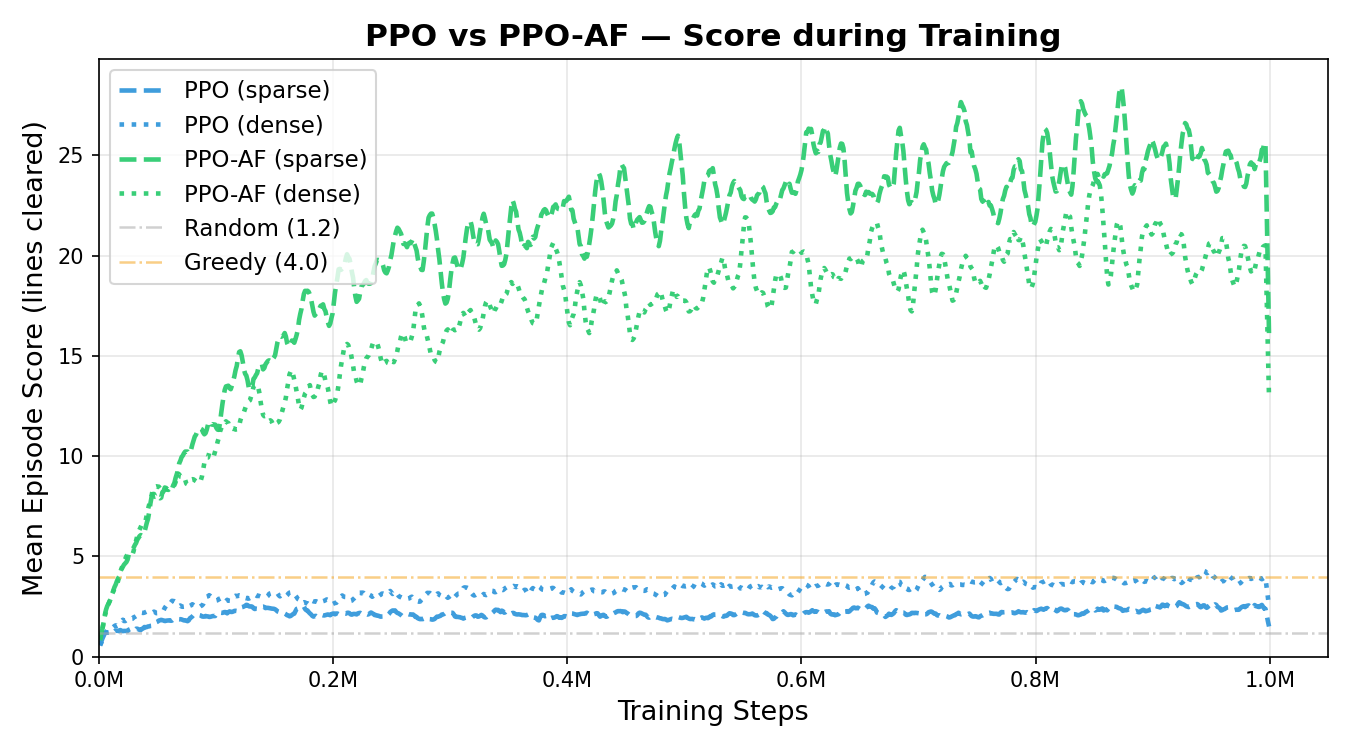 PPO vs PPO-AF — Score during Training
PPO (sparse)
PPO (dense)
PPO-AF (sparse)
PPO-AF (dense)
Random (1.2)
Greedy (4.0)
Mean Episode Score (lines cleared)
25
20
15
10
5
0
0.0M 0.2M 0.4M 0.6M 0.8M 1.0M
Training Steps